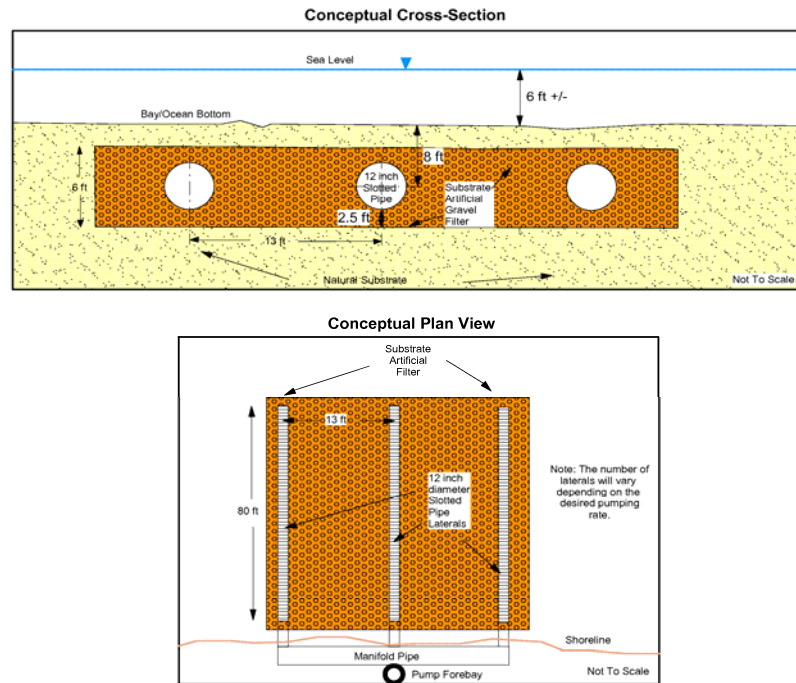 Conceptual Cross-Section
Sea Level
6 ft +/-
Bay/Ocean Bottom
8 ft
6 ft
12 inch
Slotted
Pipe
Substrate
Artificial
Gravel
Filter
2.5 ft
13 ft
Natural Substrate
Not To Scale
Conceptual Plan View
Substrate
Artificial
Filter
13 ft
80 ft
12 inch
diameter
Slotted
Pipe
Laterals
Note: The number of
laterals will vary
depending on the
desired pumping
rate.
Shoreline
Manifold Pipe
Pump Forebay
Not To Scale